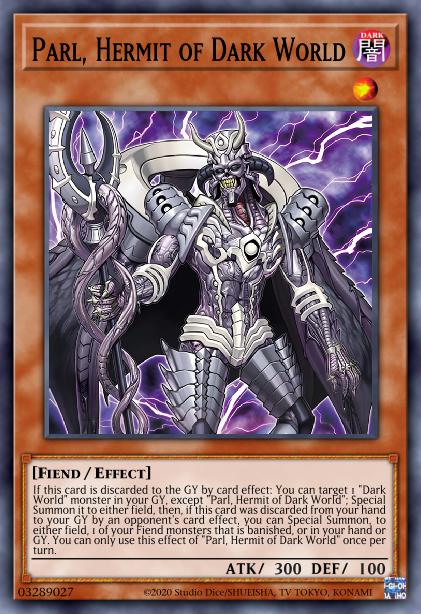 Parl, Hermit of Dark World
DARK
闇
[Fiend / Effect]
If this card is discarded to the GY by card effect: You can target 1 "Dark
World" monster in your GY, except "Parl, Hermit of Dark World"; Special
Summon it to either field, then, if this card was discarded from your hand
to your GY by an opponent's card effect, you can Special Summon, to
either field, 1 of your Fiend monsters that is banished, or in your hand or
GY. You can only use this effect of "Parl, Hermit of Dark World" once per
turn.
ATK/ 300 DEF/ 100
03289027 ©2020 Studio Dice/SHUEISHA, TV TOKYO, KONAMI